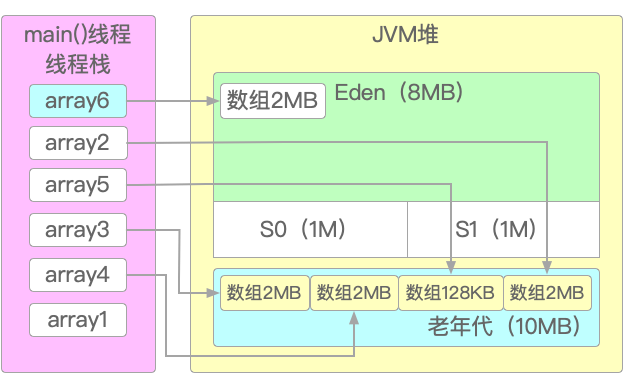 main()线程
线程栈
array6
array2
array5
array3
array4
array1
JVM堆
数组2MB
Eden（8MB）
S0（1M）
S1（1M）
数组2MB
数组2MB
数组128KB
数组2MB
老年代（10MB）